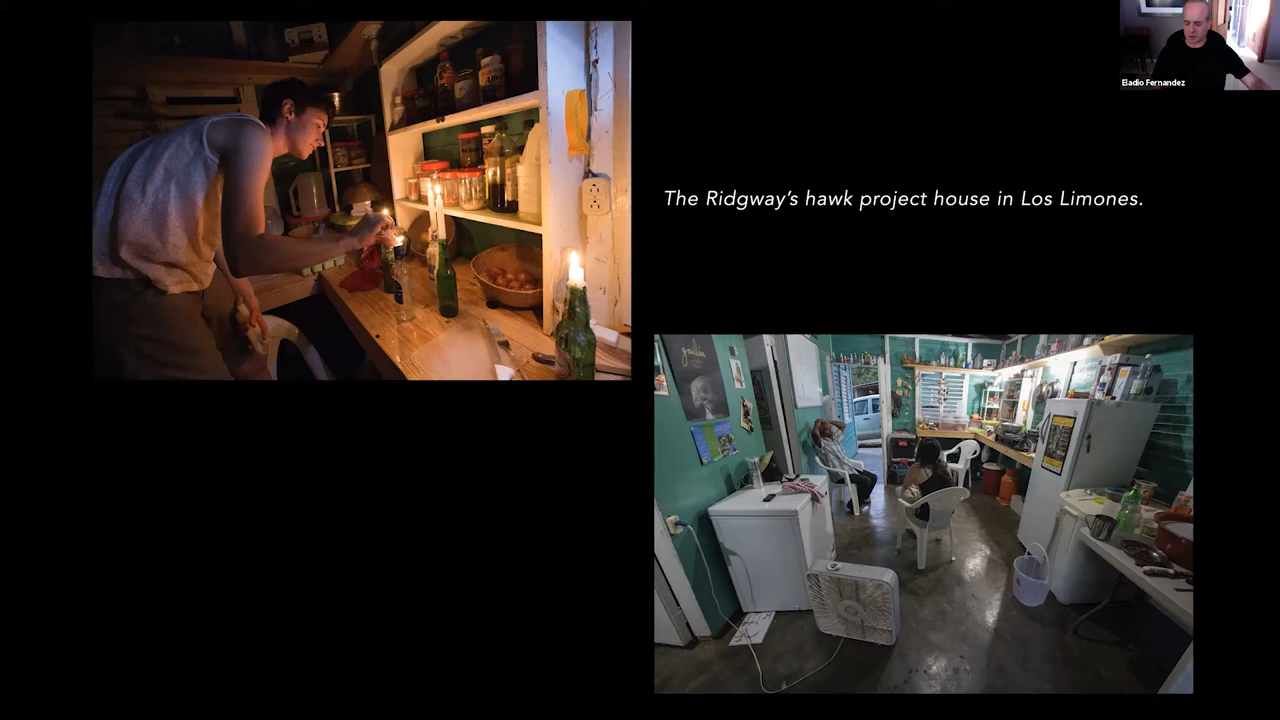 Eladio Fernandez
The Ridgway's hawk project house in Los Limones.